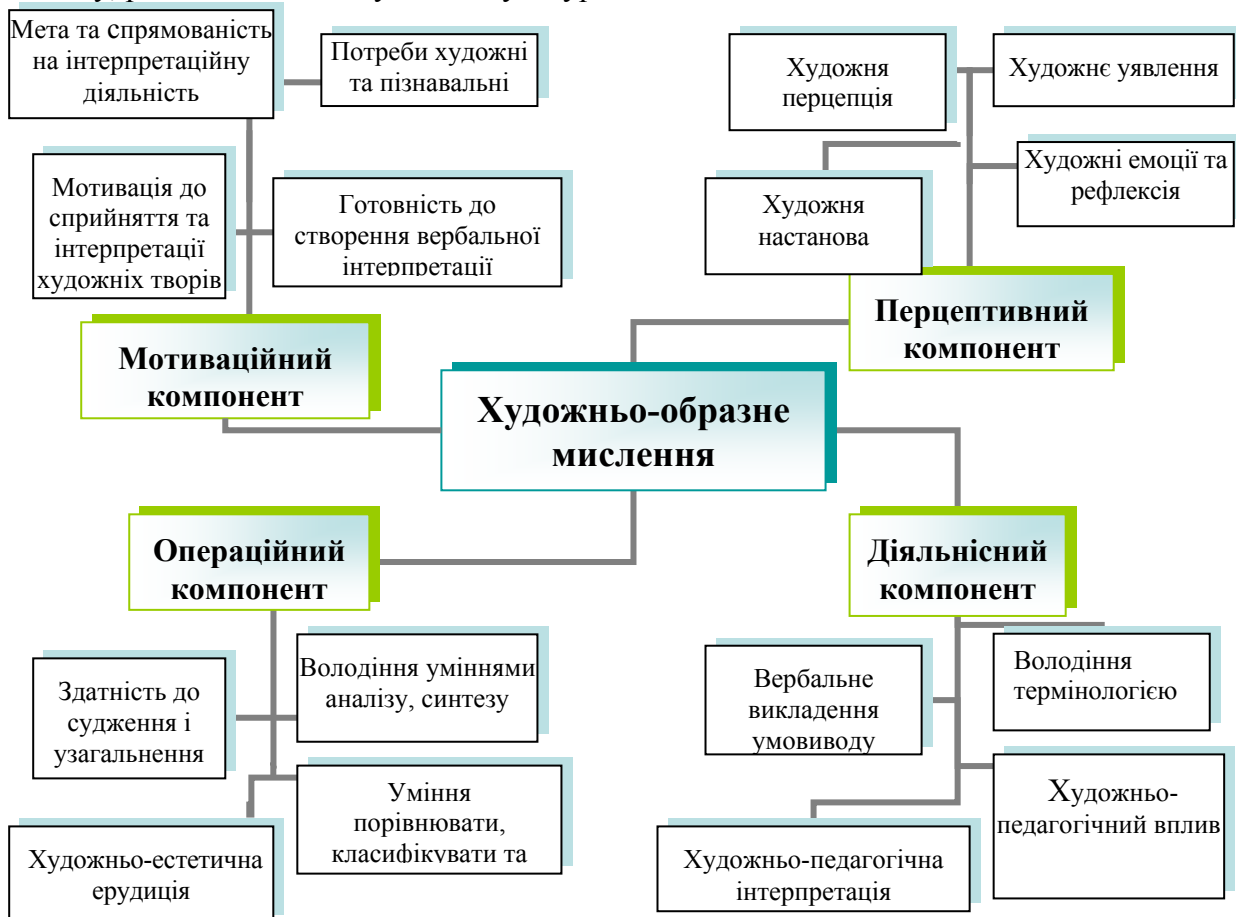 Мета та спрямованість
на інтерпретаційну
діяльність
Потреби художні
та пізнавальні
Художня
перцепція
Художнє уявлення
Мотивація до
сприйняття та
інтерпретації
художніх творів
Готовність до
створення вербальної
інтерпретації
Художня
настанова
Художні емоції та
рефлексія
Мотиваційний
компонент
Перцептивний
компонент
Художньо-образне
мислення
Операційний
компонент
Діяльнісний
компонент
Здатність до
судження і
узагальнення
Володіння уміннями
аналізу, синтезу
Вербальне
викладення
умовиводу
Володіння
термінологією
Художньо-естетична
ерудиція
Уміння
порівнювати,
класифікувати та
Художньо-педагогічна
інтерпретація
Художньо-
педагогічний вплив